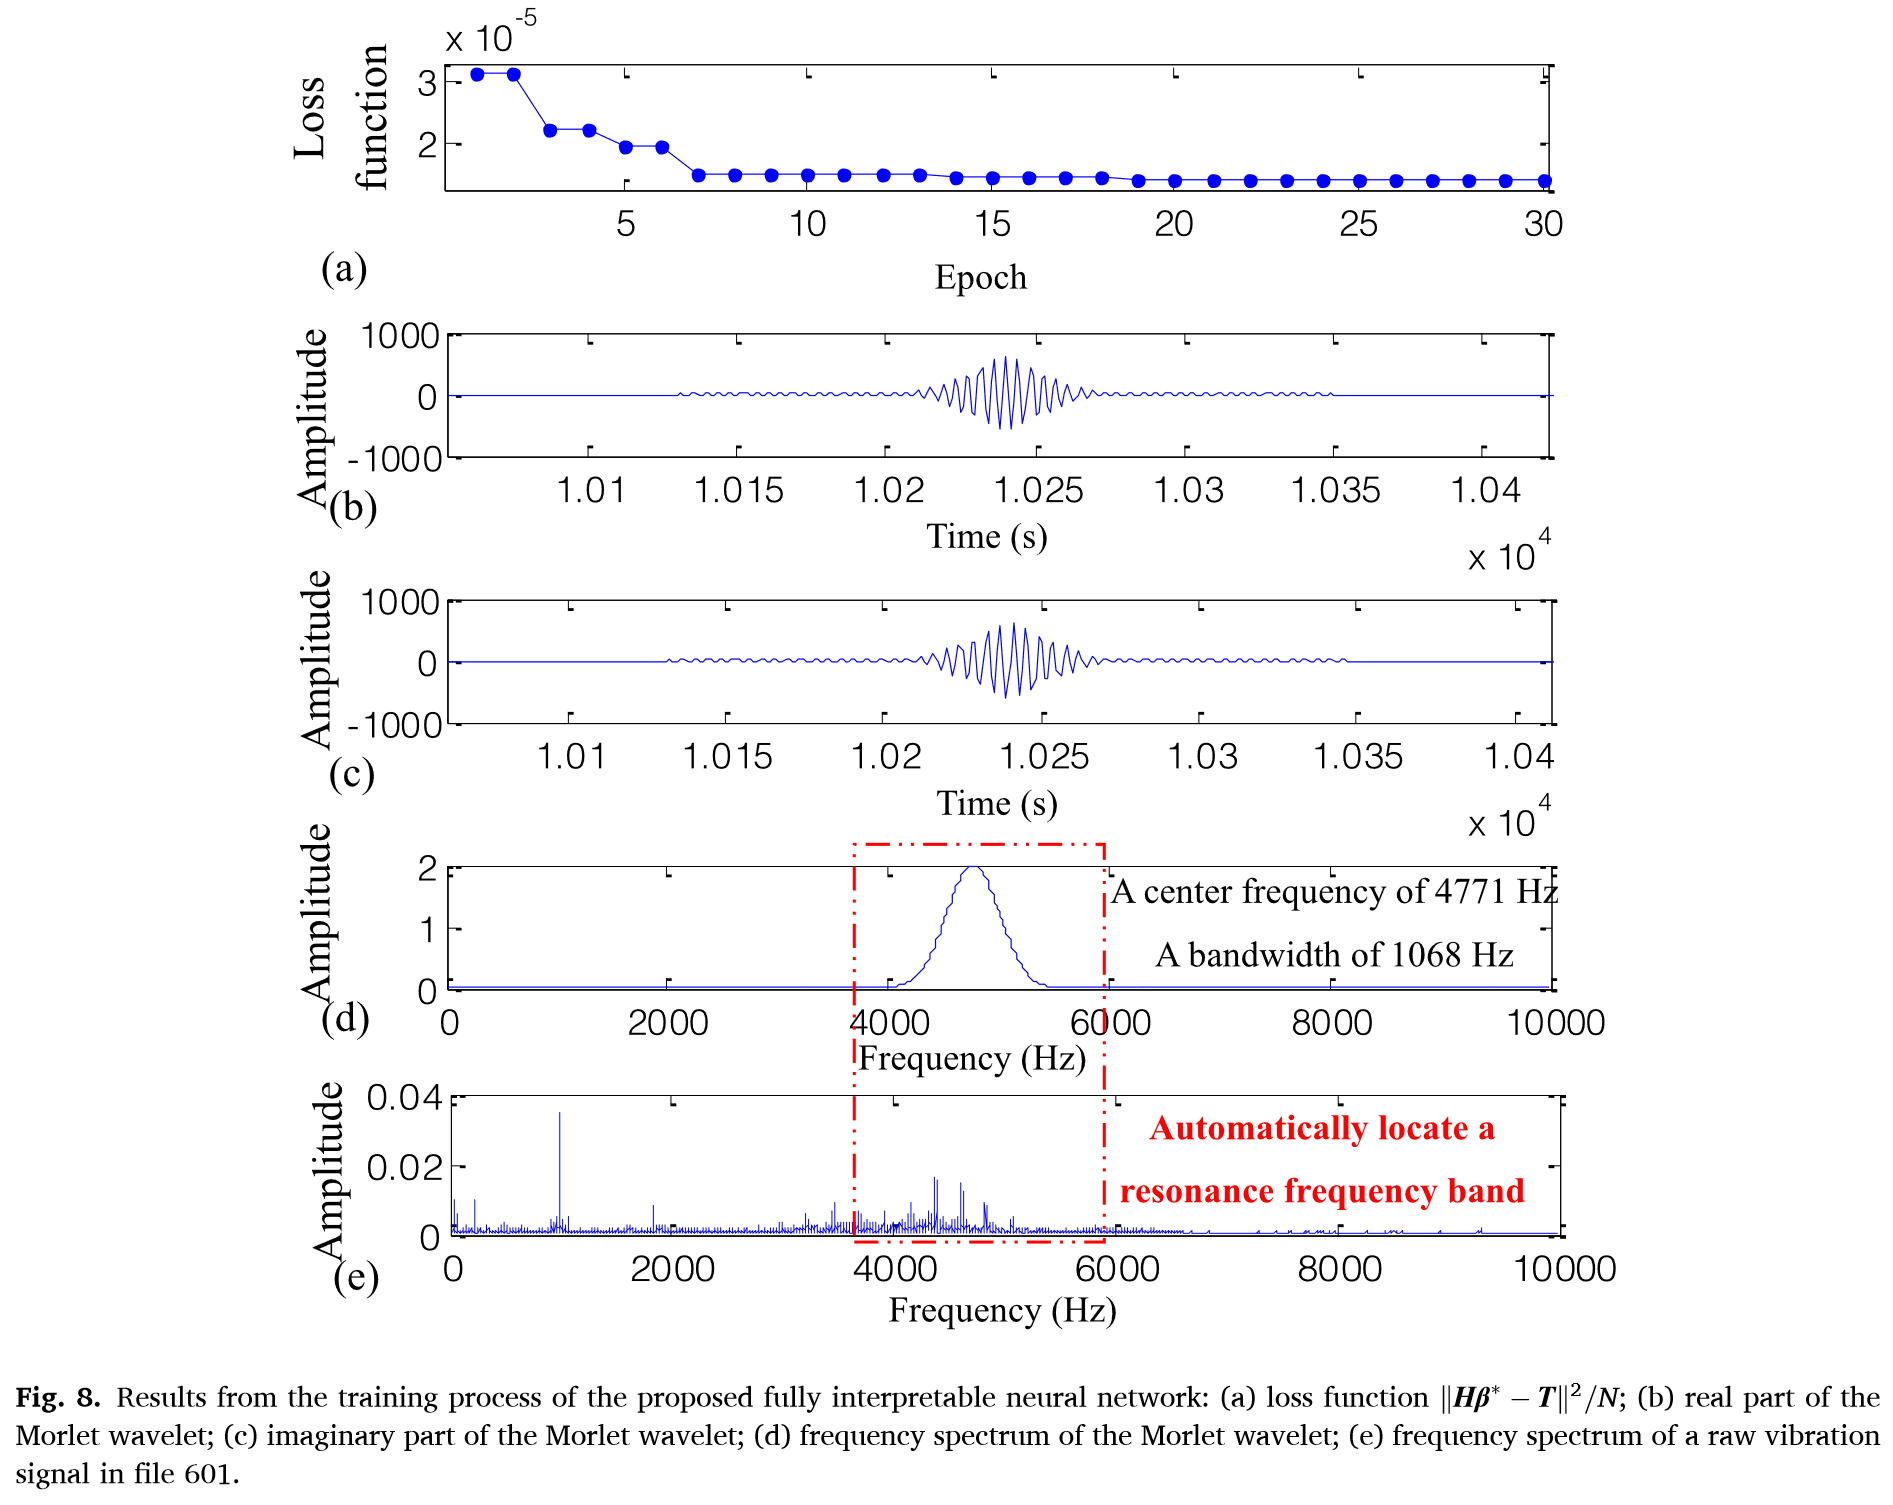 x 10^-5
Loss
function
3
2
5 10 15 20 25 30
(a)
Epoch
Amplitude
1000
0
-1000
1.01 1.015 1.02 1.025 1.03 1.035 1.04
(b)
Time (s)
x 10^4
Amplitude
1000
0
-1000
1.01 1.015 1.02 1.025 1.03 1.035 1.04
(c)
Time (s)
x 10^4
Amplitude
2
1
0
A center frequency of 4771 Hz
A bandwidth of 1068 Hz
(d)
0 2000 4000 6000 8000 10000
Frequency (Hz)
Amplitude
0.04
0.02
0
Automatically locate a
resonance frequency band
(e)
0 2000 4000 6000 8000 10000
Frequency (Hz)
Fig. 8. Results from the training process of the proposed fully interpretable neural network: (a) loss function ‖Hβ* − T‖²/N; (b) real part of the
Morlet wavelet; (c) imaginary part of the Morlet wavelet; (d) frequency spectrum of the Morlet wavelet; (e) frequency spectrum of a raw vibration
signal in file 601.